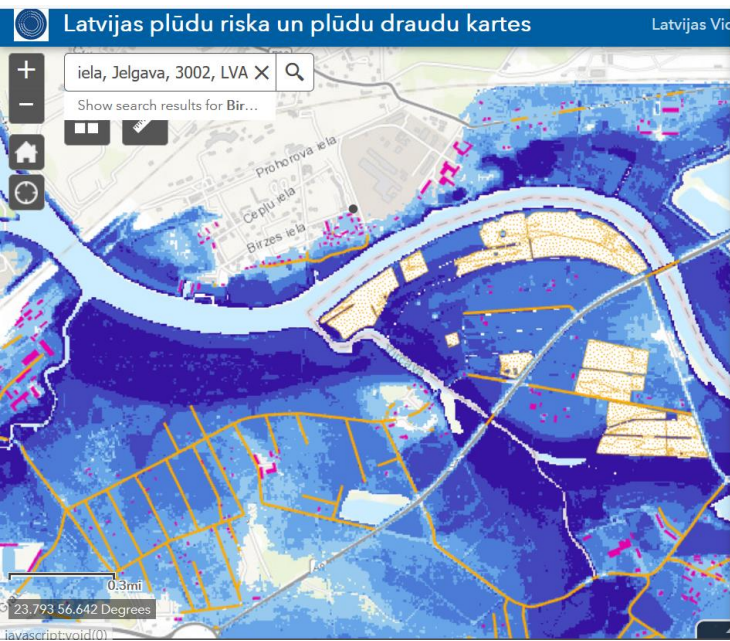 Latvijas plūdu riska un plūdu draudu kartes
Latvijas Vid
+
iela, Jelgava, 3002, LVA ×
−
Show search results for Bir...
Prohorova iela
Cepļu iela
Birzes iela
0.3mi
23.793 56.642 Degrees
javascript:void(0)